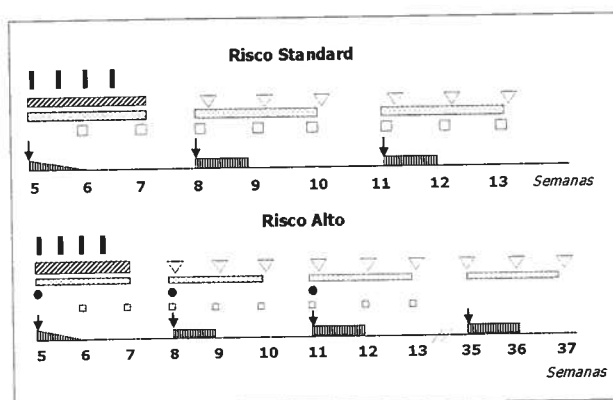 Risco Standard
5 6 7 8 9 10 11 12 13 Semanas
Risco Alto
5 6 7 8 9 10 11 12 13 35 36 37
Semanas